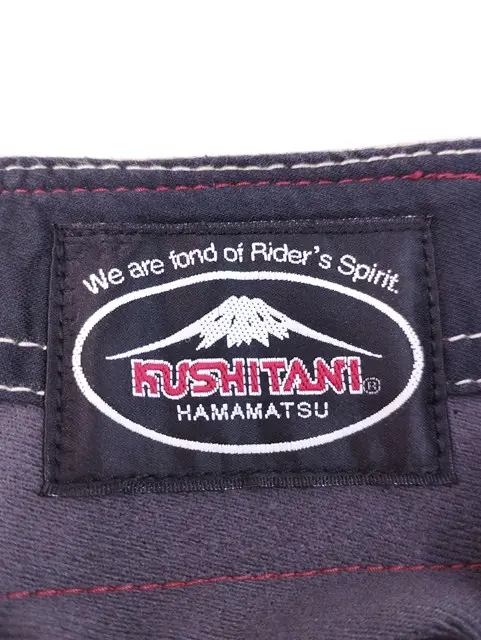 We are fond of Rider's Spirit.
KUSHITANI®
HAMAMATSU